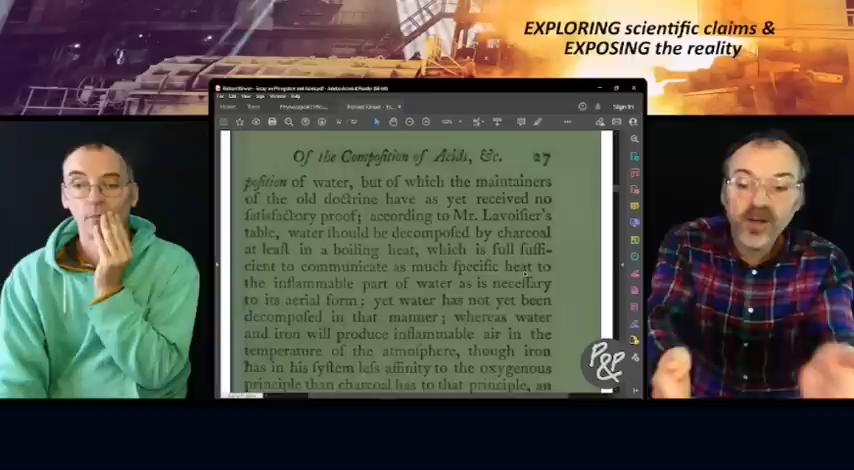 EXPLORING scientific claims &
EXPOSING the reality
Sign In
Of the Compoſition of Acids, &c. 27
poſition of water, but of which the maintainers
of the old doctrine have as yet received no
ſatisfactory proof; according to Mr. Lavoiſier's
table, water ſhould be decompoſed by charcoal
at leaſt in a boiling heat, which is full ſuffi-
cient to communicate as much ſpecific heat to
the inflammable part of water as is neceſſary
to its aerial form; yet water has not yet been
decompoſed in that manner; whereas water
and iron will produce inflammable air in the
temperature of the atmoſphere, though iron
has in his ſyſtem leſs affinity to the oxygenous
principle than charcoal has to that principle, an
P&P